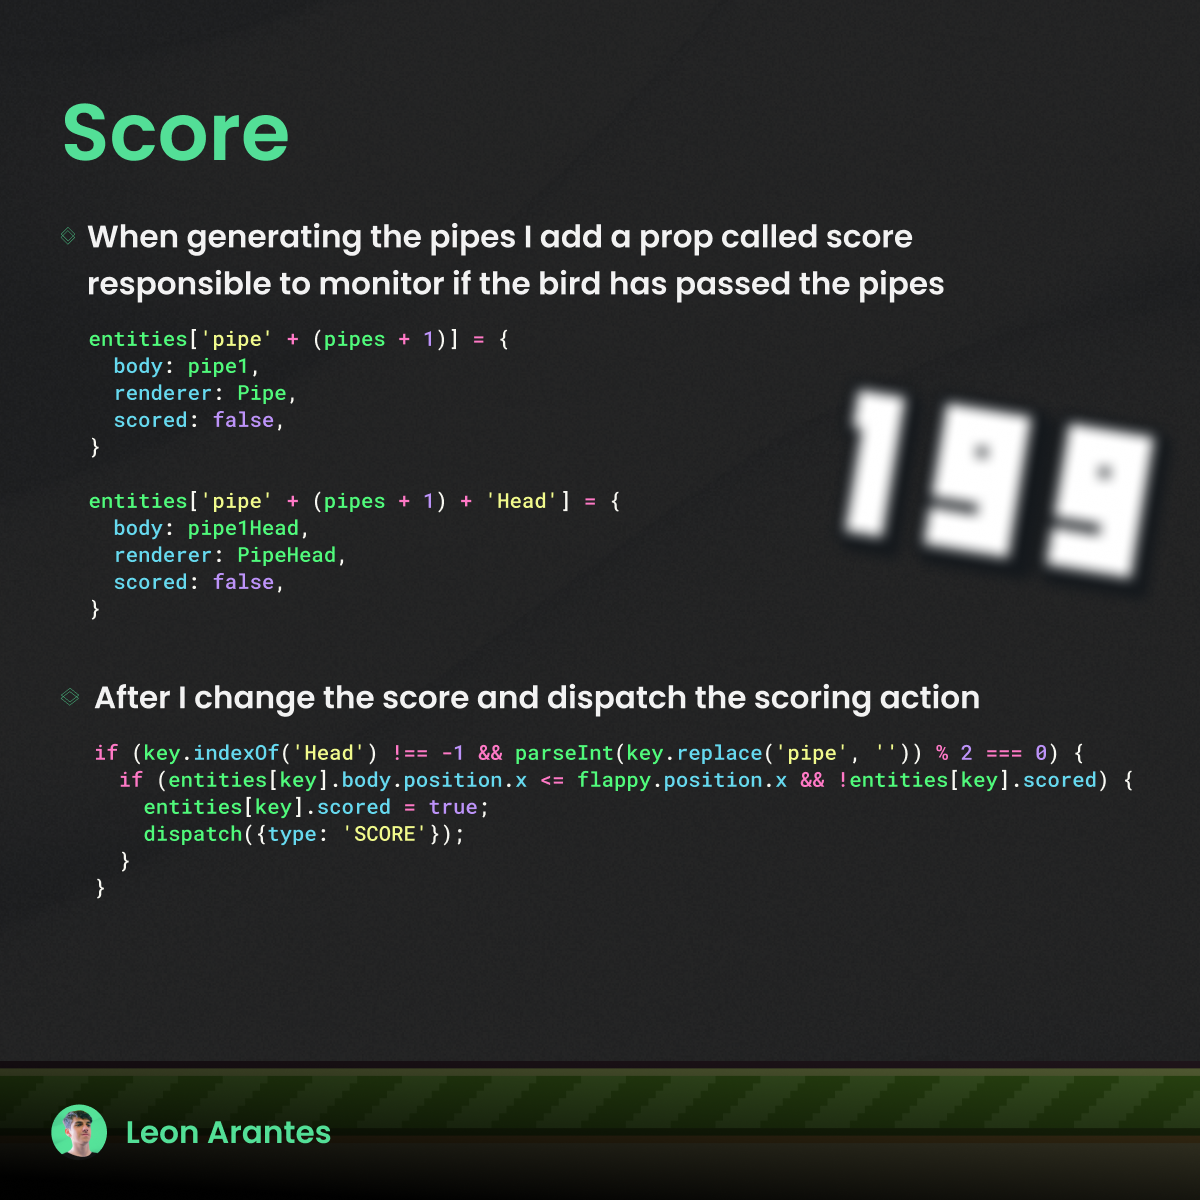 Score
When generating the pipes I add a prop called score
responsible to monitor if the bird has passed the pipes
entities['pipe' + (pipes + 1)] = {
  body: pipe1,
  renderer: Pipe,
  scored: false,
}
entities['pipe' + (pipes + 1) + 'Head'] = {
  body: pipe1Head,
  renderer: PipeHead,
  scored: false,
}
199
After I change the score and dispatch the scoring action
if (key.indexOf('Head') !== -1 && parseInt(key.replace('pipe', '')) % 2 === 0) {
  if (entities[key].body.position.x <= flappy.position.x && !entities[key].scored) {
    entities[key].scored = true;
    dispatch({type: 'SCORE'});
  }
}
Leon Arantes